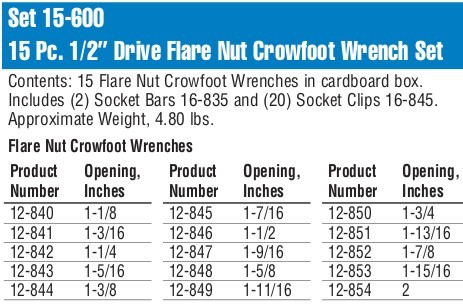 Set 15-600
15 Pc. 1/2" Drive Flare Nut Crowfoot Wrench Set
Contents: 15 Flare Nut Crowfoot Wrenches in cardboard box.
Includes (2) Socket Bars 16-835 and (20) Socket Clips 16-845.
Approximate Weight, 4.80 lbs.
Flare Nut Crowfoot Wrenches
Product Opening, Product Opening, Product Opening,
Number Inches Number Inches Number Inches
12-840 1-1/8 12-845 1-7/16 12-850 1-3/4
12-841 1-3/16 12-846 1-1/2 12-851 1-13/16
12-842 1-1/4 12-847 1-9/16 12-852 1-7/8
12-843 1-5/16 12-848 1-5/8 12-853 1-15/16
12-844 1-3/8 12-849 1-11/16 12-854 2